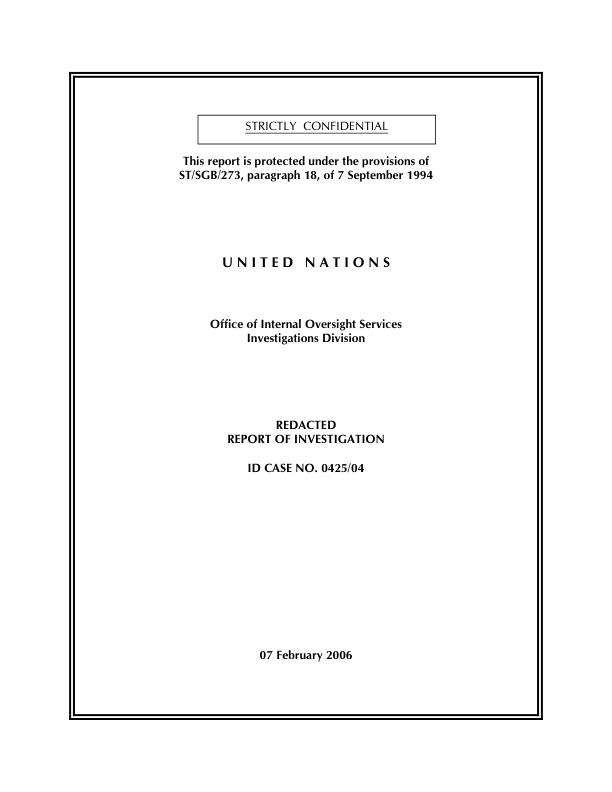 STRICTLY CONFIDENTIAL
This report is protected under the provisions of
ST/SGB/273, paragraph 18, of 7 September 1994
UNITED NATIONS
Office of Internal Oversight Services
Investigations Division
REDACTED
REPORT OF INVESTIGATION
ID CASE NO. 0425/04
07 February 2006